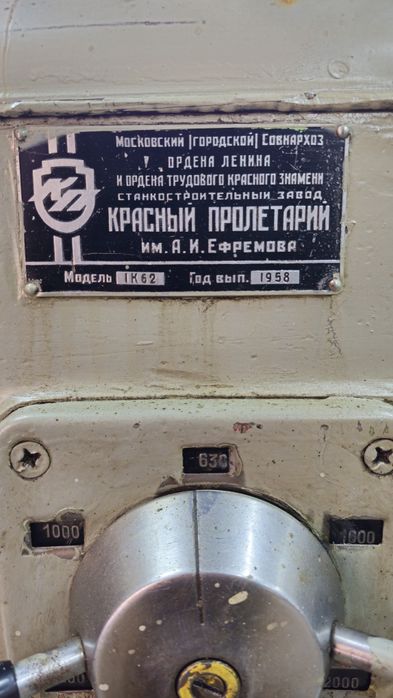 Московский (городской) Совнархоз
ордена Ленина
и ордена Трудового Красного Знамени
станкостроительный завод
КРАСНЫЙ ПРОЛЕТАРИЙ
им. А. И. Ефремова
Модель 1К62 Год вып. 1958
630
1000
2000